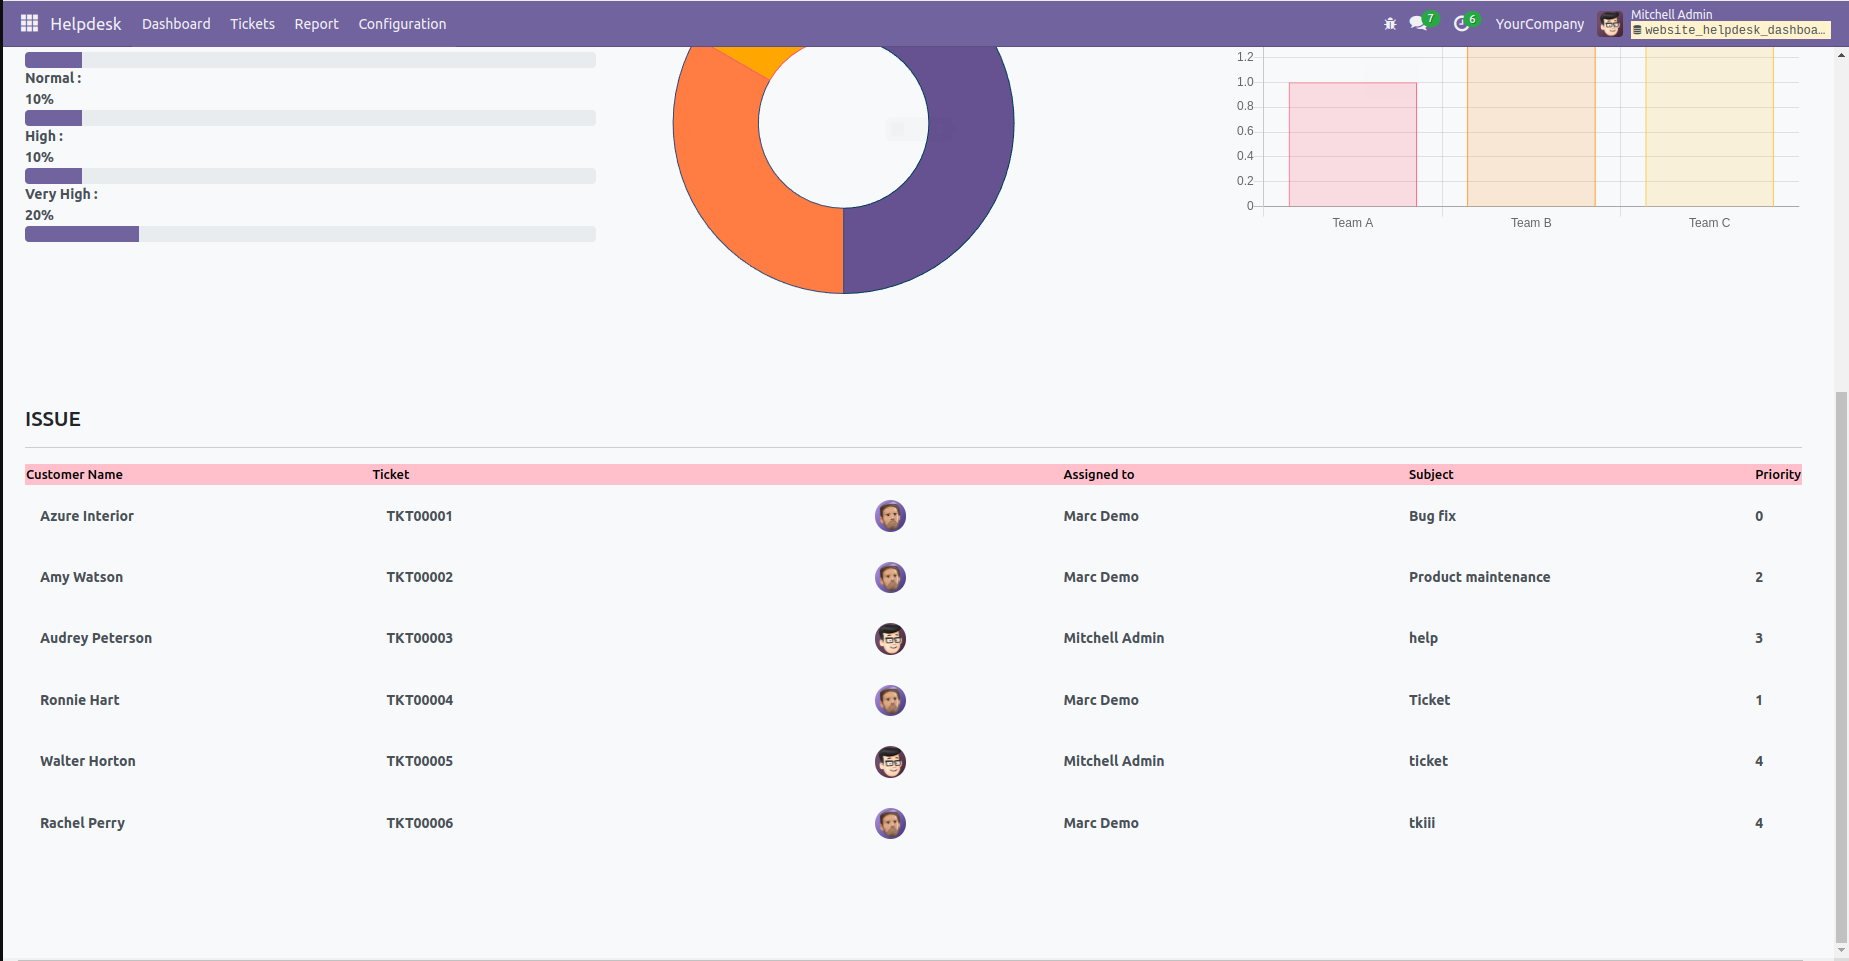 Helpdesk Dashboard Tickets Report Configuration 7 6 YourCompany Mitchell Admin
website_helpdesk_dashboa…
Normal :
10%
High :
10%
Very High :
20%
1.2
1.0
0.8
0.6
0.4
0.2
0
Team A Team B Team C
ISSUE
Customer Name Ticket Assigned to Subject Priority
Azure Interior TKT00001 Marc Demo Bug fix 0
Amy Watson TKT00002 Marc Demo Product maintenance 2
Audrey Peterson TKT00003 Mitchell Admin help 3
Ronnie Hart TKT00004 Marc Demo Ticket 1
Walter Horton TKT00005 Mitchell Admin ticket 4
Rachel Perry TKT00006 Marc Demo tkiii 4